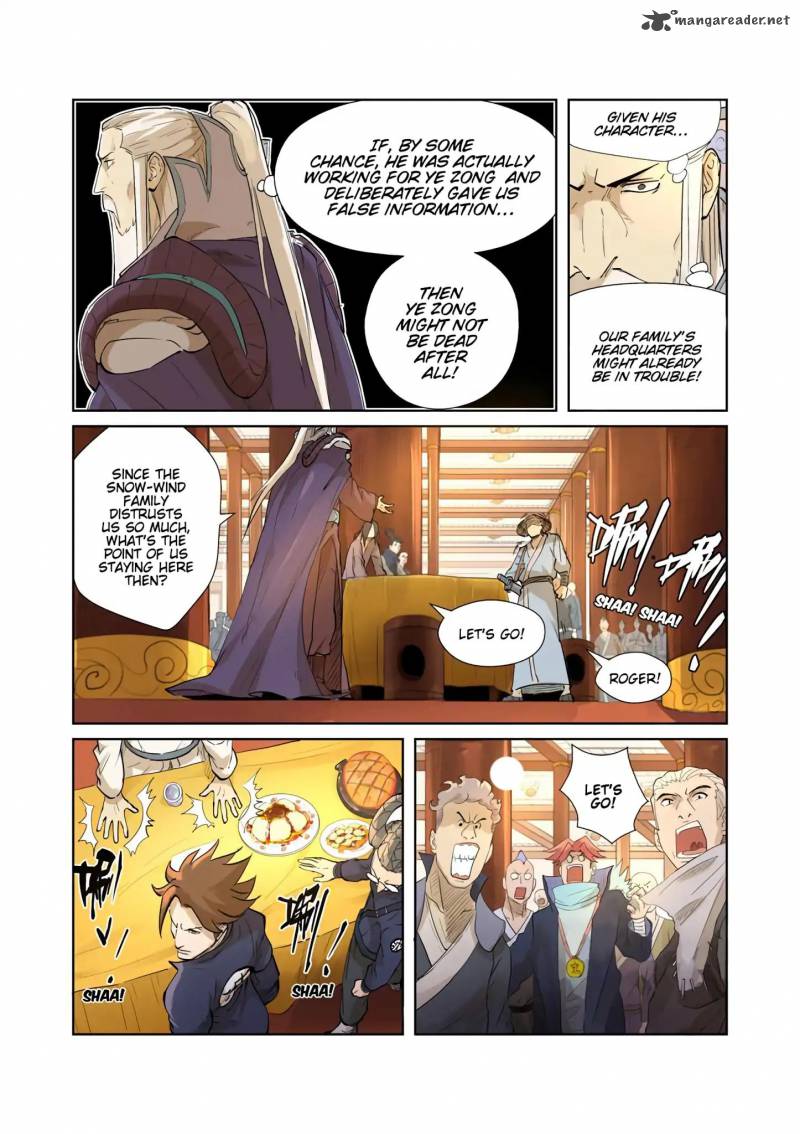 mangareader.net
IF, BY SOME
CHANCE, HE WAS ACTUALLY
WORKING FOR YE ZONG AND
DELIBERATELY GAVE US
FALSE INFORMATION...
THEN
YE ZONG
MIGHT NOT
BE DEAD
AFTER
ALL!
GIVEN HIS
CHARACTER...
OUR FAMILY'S
HEADQUARTERS
MIGHT ALREADY
BE IN TROUBLE!
SINCE THE
SNOW-WIND
FAMILY
DISTRUSTS
US SO MUCH,
WHAT'S THE
POINT OF US
STAYING HERE
THEN?
LET'S GO!
SHAA! SHAA!
ROGER!
SHAA!
SHAA!
LET'S
GO!